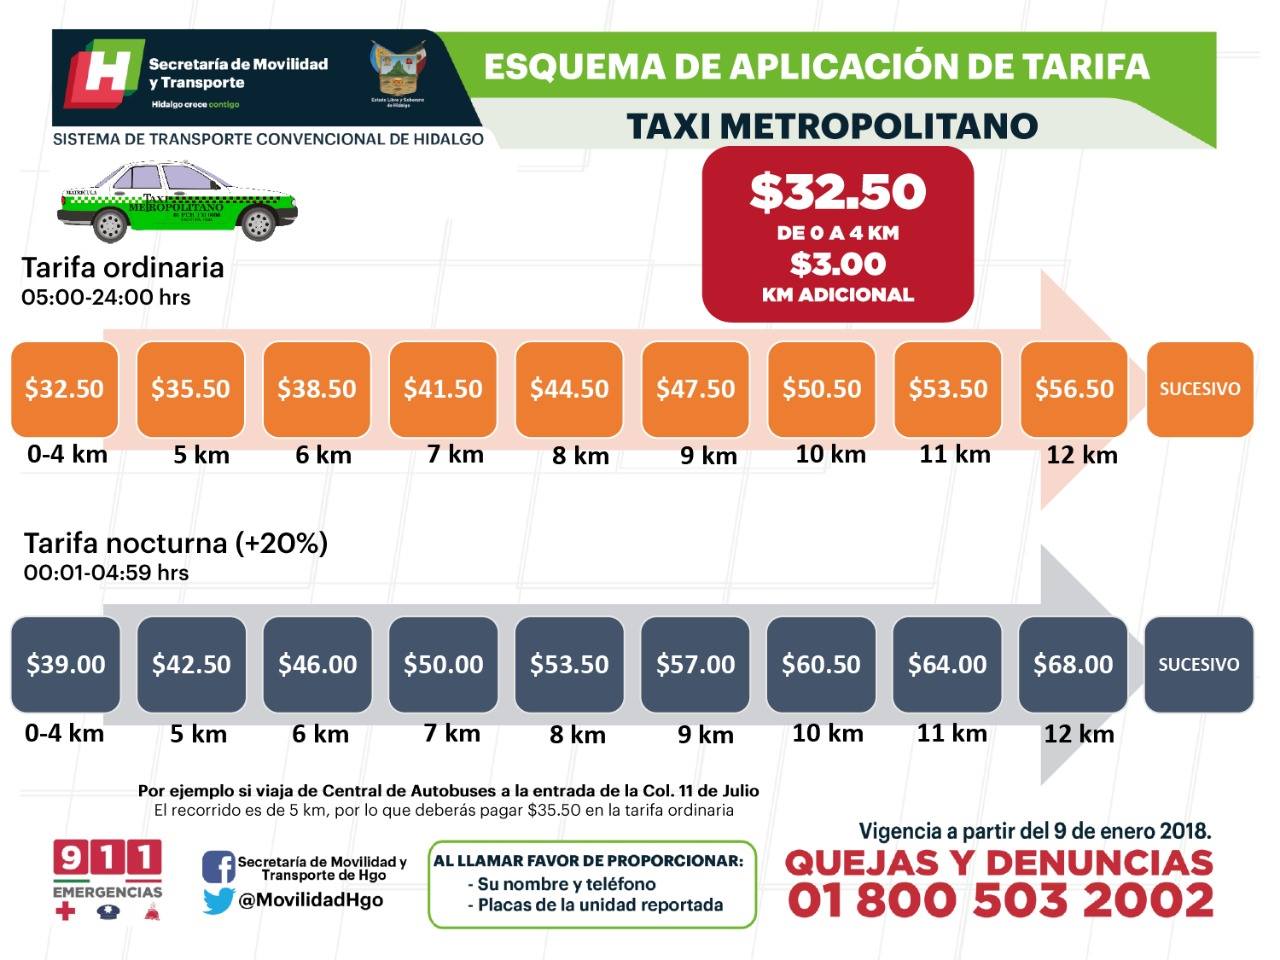 H
Secretaría de Movilidad
y Transporte
Hidalgo crece contigo
Estado Libre y Soberano
de Hidalgo
ESQUEMA DE APLICACIÓN DE TARIFA
TAXI METROPOLITANO
SISTEMA DE TRANSPORTE CONVENCIONAL DE HIDALGO
MATRICULA
TAXI
METROPOLITANO
$32.50
DE 0 A 4 KM
$3.00
KM ADICIONAL
Tarifa ordinaria
05:00-24:00 hrs
$32.50 $35.50 $38.50 $41.50 $44.50 $47.50 $50.50 $53.50 $56.50 SUCESIVO
0-4 km 5 km 6 km 7 km 8 km 9 km 10 km 11 km 12 km
Tarifa nocturna (+20%)
00:01-04:59 hrs
$39.00 $42.50 $46.00 $50.00 $53.50 $57.00 $60.50 $64.00 $68.00 SUCESIVO
0-4 km 5 km 6 km 7 km 8 km 9 km 10 km 11 km 12 km
Por ejemplo si viaja de Central de Autobuses a la entrada de la Col. 11 de Julio
El recorrido es de 5 km, por lo que deberás pagar $35.50 en la tarifa ordinaria
911
EMERGENCIAS
Secretaría de Movilidad y
Transporte de Hgo
@MovilidadHgo
AL LLAMAR FAVOR DE PROPORCIONAR:
- Su nombre y teléfono
- Placas de la unidad reportada
Vigencia a partir del 9 de enero 2018.
QUEJAS Y DENUNCIAS
01 800 503 2002